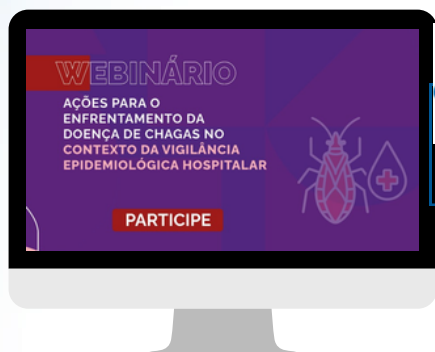 WEBINÁRIO
AÇÕES PARA O
ENFRENTAMENTO DA
DOENÇA DE CHAGAS NO
CONTEXTO DA VIGILÂNCIA
EPIDEMIOLÓGICA HOSPITALAR
PARTICIPE